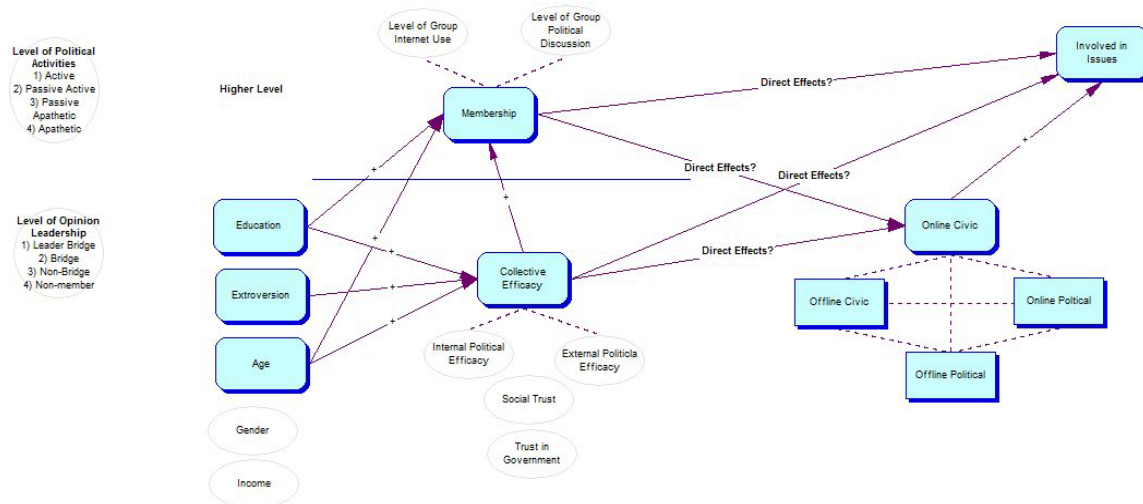 Level of Political
Activities
1) Active
2) Passive Active
3) Passive
Apathetic
4) Apathetic
Level of Opinion
Leadership
1) Leader Bridge
2) Bridge
3) Non-Bridge
4) Non-member
Higher Level
Level of Group
Internet Use
Level of Group
Political
Discussion
Membership
Education
Extroversion
Age
Gender
Income
Collective
Efficacy
Internal Political
Efficacy
External Politicla
Efficacy
Social Trust
Trust in
Government
+
+
+
+
+
+
Direct Effects?
Direct Effects?
Direct Effects?
Direct Effects?
+
Involved in
Issues
Online Civic
Offline Civic
Online Poltical
Offline Political